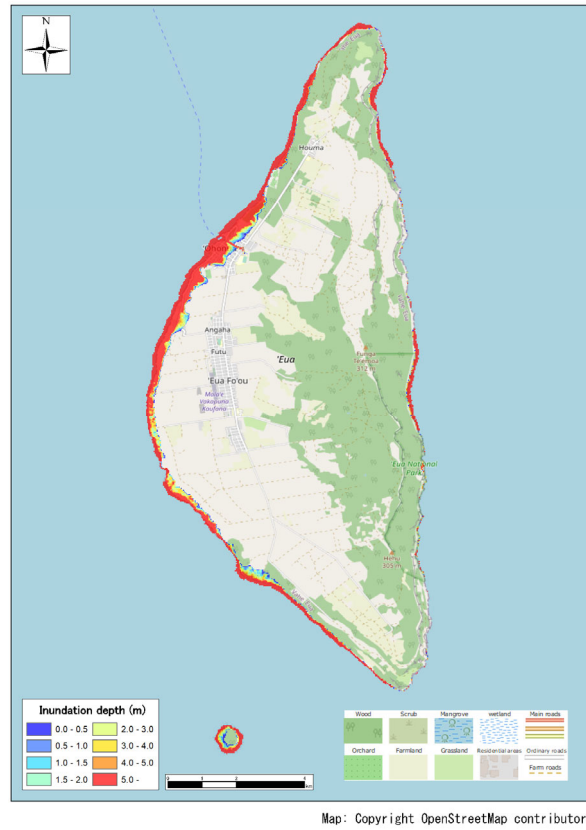 N
Houma
'Ohonua
Angaha
Futu
'Eua
'Eua Fo'ou
312 m
Eua National
Park
305 m
Inundation depth (m)
0.0 - 0.5
2.0 - 3.0
0.5 - 1.0
3.0 - 4.0
1.0 - 1.5
4.0 - 5.0
1.5 - 2.0
5.0 -
Wood
Scrub
Mangrove
wetland
Main roads
Orchard
Farmland
Grassland
Residential areas
Ordinary roads
Farm roads
Map: Copyright OpenStreetMap contributor